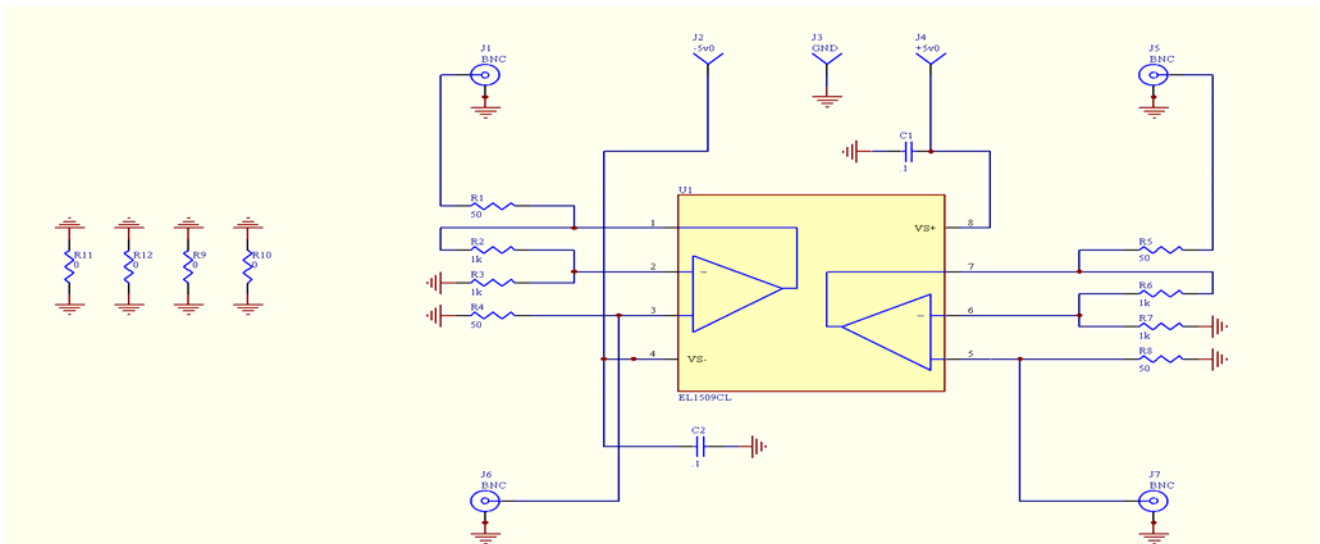 J1
BNC
J2
-5v0
J3
GND
J4
+5v0
J5
BNC
C1
.1
U1
R1
50
1
VS+
8
R2
1k
2
7
R5
50
R11
0
R12
0
R9
0
R10
0
R3
1k
R6
1k
R4
50
3
6
R7
1k
4
VS-
5
R8
50
EL1509CL
C2
.1
J6
BNC
J7
BNC